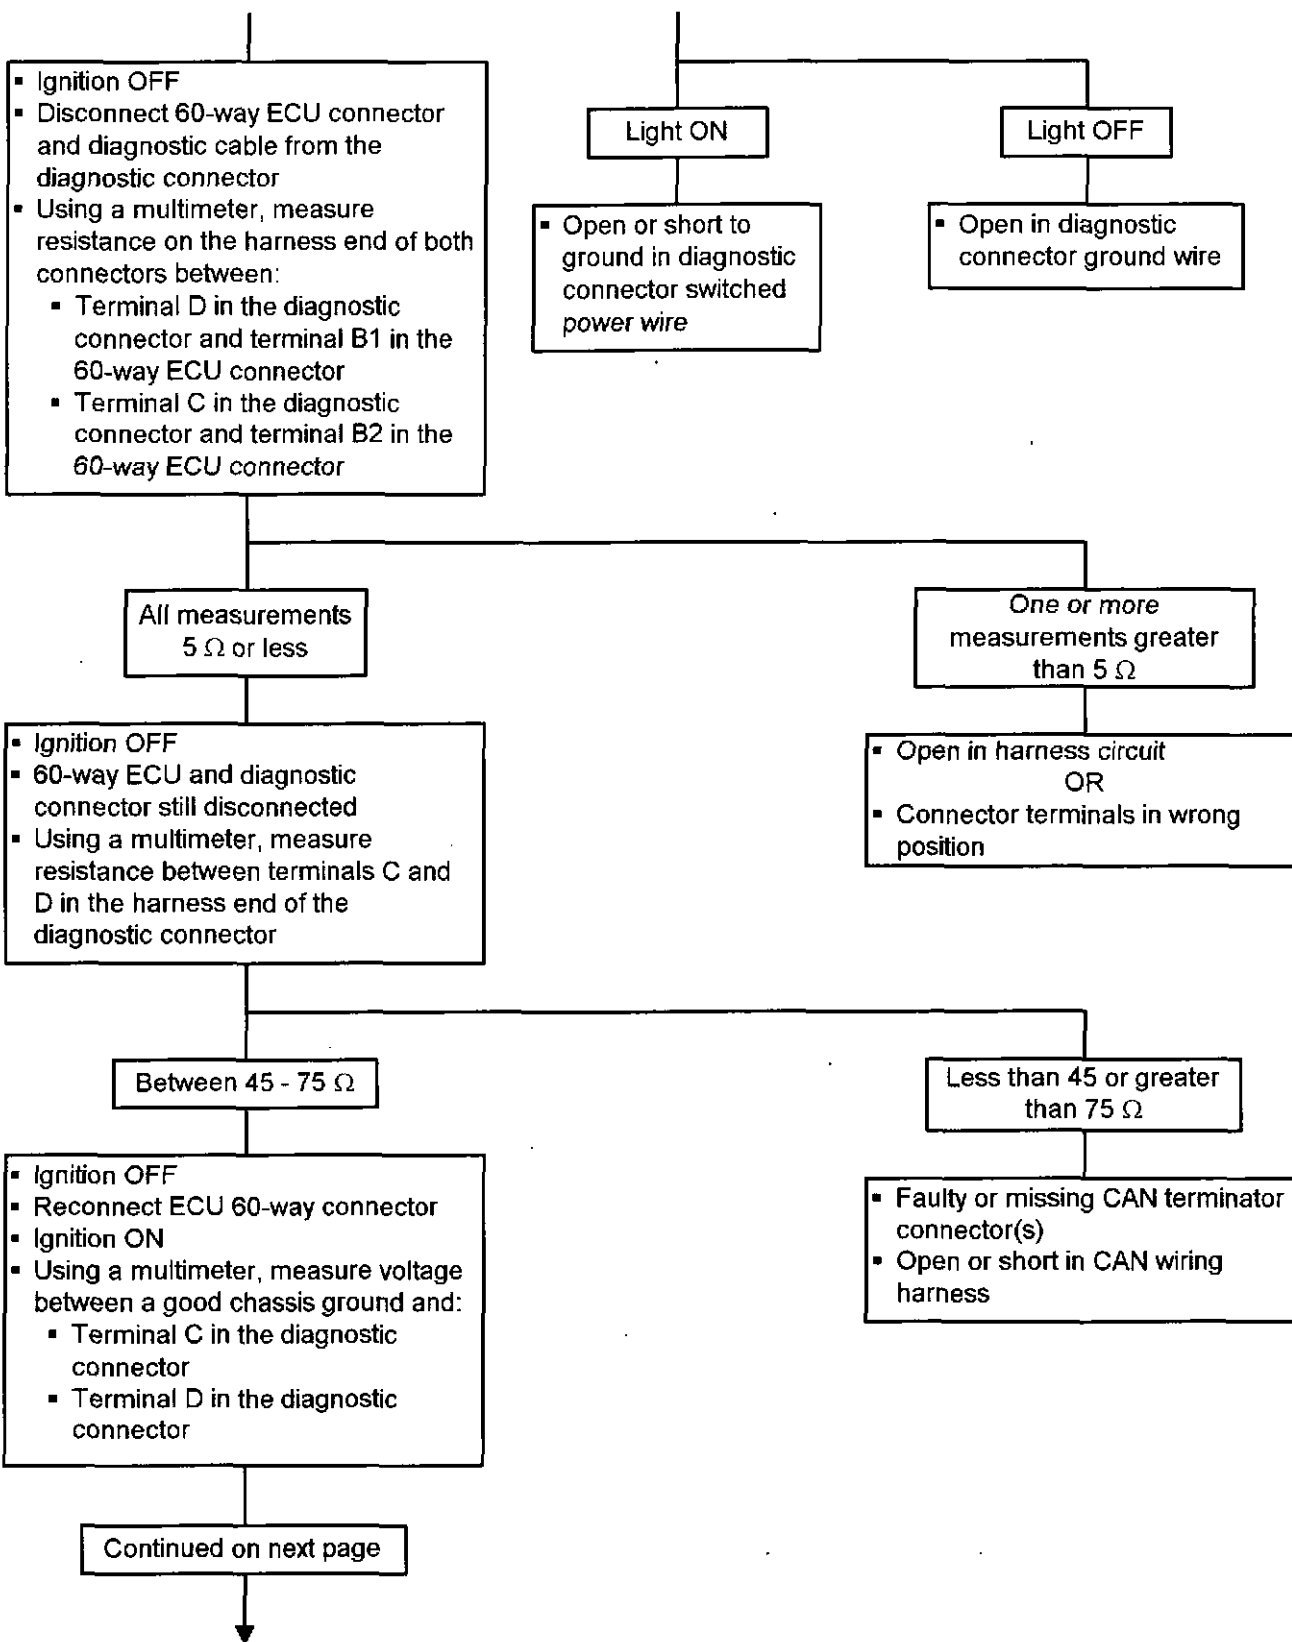 ▪ Ignition OFF
▪ Disconnect 60-way ECU connector
and diagnostic cable from the
diagnostic connector
▪ Using a multimeter, measure
resistance on the harness end of both
connectors between:
▪ Terminal D in the diagnostic
connector and terminal B1 in the
60-way ECU connector
▪ Terminal C in the diagnostic
connector and terminal B2 in the
60-way ECU connector
Light ON
▪ Open or short to
ground in diagnostic
connector switched
power wire
Light OFF
▪ Open in diagnostic
connector ground wire
All measurements
5 Ω or less
One or more
measurements greater
than 5 Ω
▪ Ignition OFF
▪ 60-way ECU and diagnostic
connector still disconnected
▪ Using a multimeter, measure
resistance between terminals C and
D in the harness end of the
diagnostic connector
▪ Open in harness circuit
OR
▪ Connector terminals in wrong
position
Between 45 - 75 Ω
Less than 45 or greater
than 75 Ω
▪ Ignition OFF
▪ Reconnect ECU 60-way connector
▪ Ignition ON
▪ Using a multimeter, measure voltage
between a good chassis ground and:
▪ Terminal C in the diagnostic
connector
▪ Terminal D in the diagnostic
connector
▪ Faulty or missing CAN terminator
connector(s)
▪ Open or short in CAN wiring
harness
Continued on next page